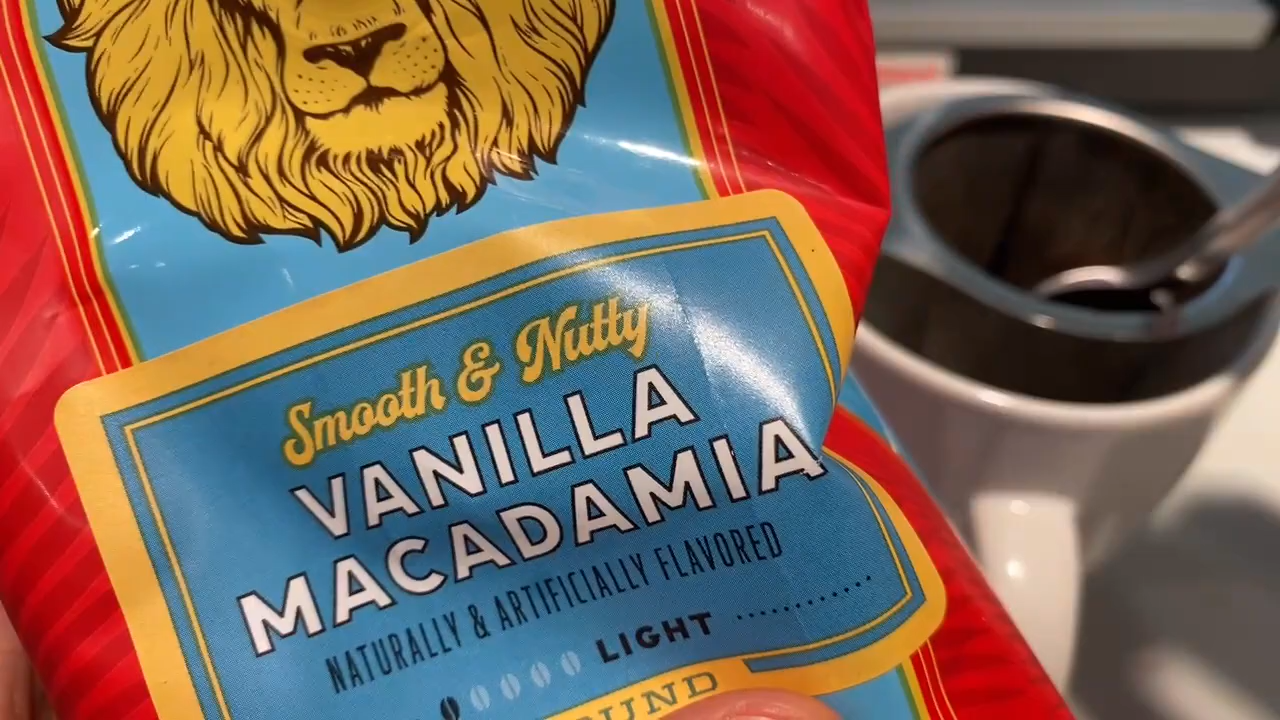 Smooth & Nutty
VANILLA
MACADAMIA
NATURALLY & ARTIFICIALLY FLAVORED
LIGHT